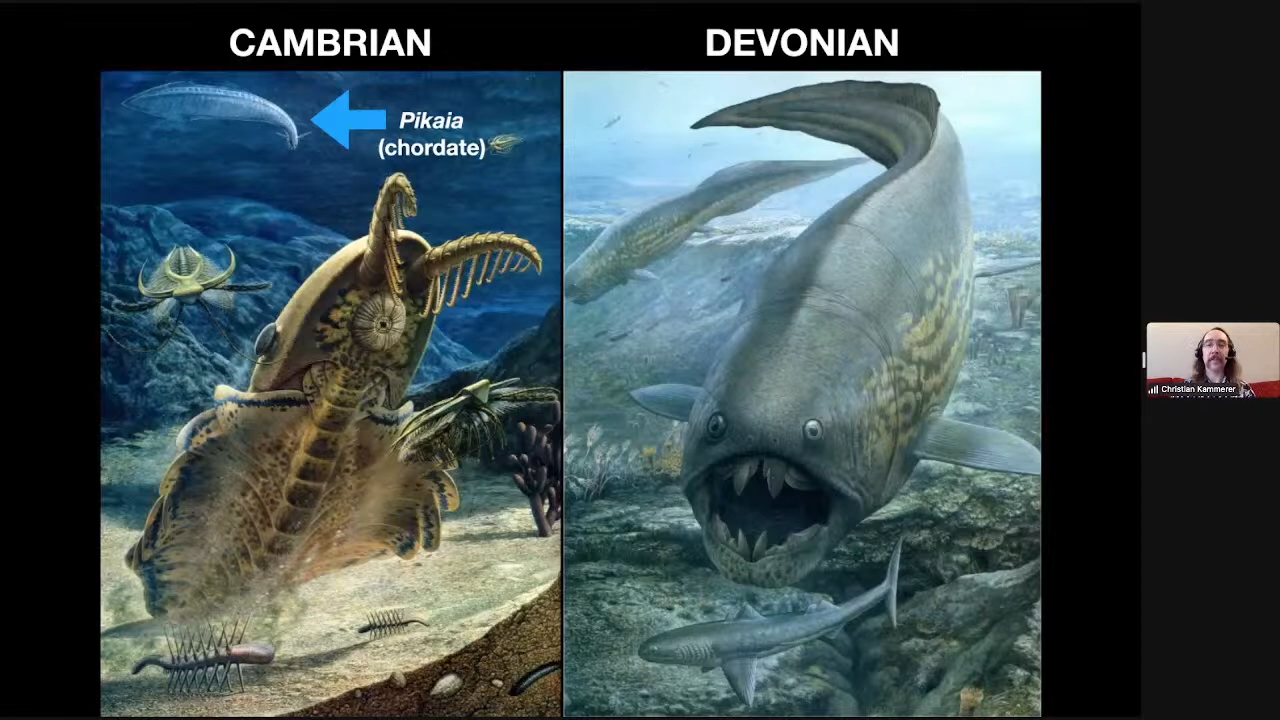 CAMBRIAN
DEVONIAN
Pikaia
(chordate)
Christian Kammerer